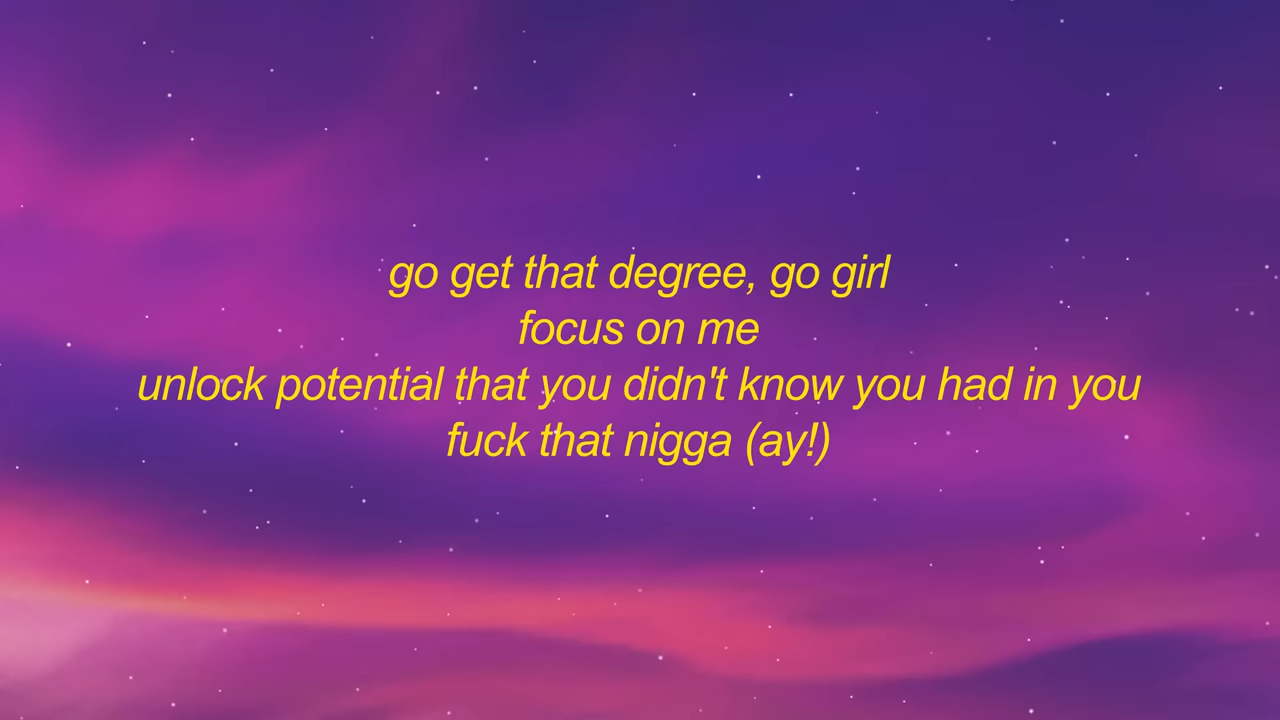 go get that degree, go girl
focus on me
unlock potential that you didn't know you had in you
fuck that nigga (ay!)